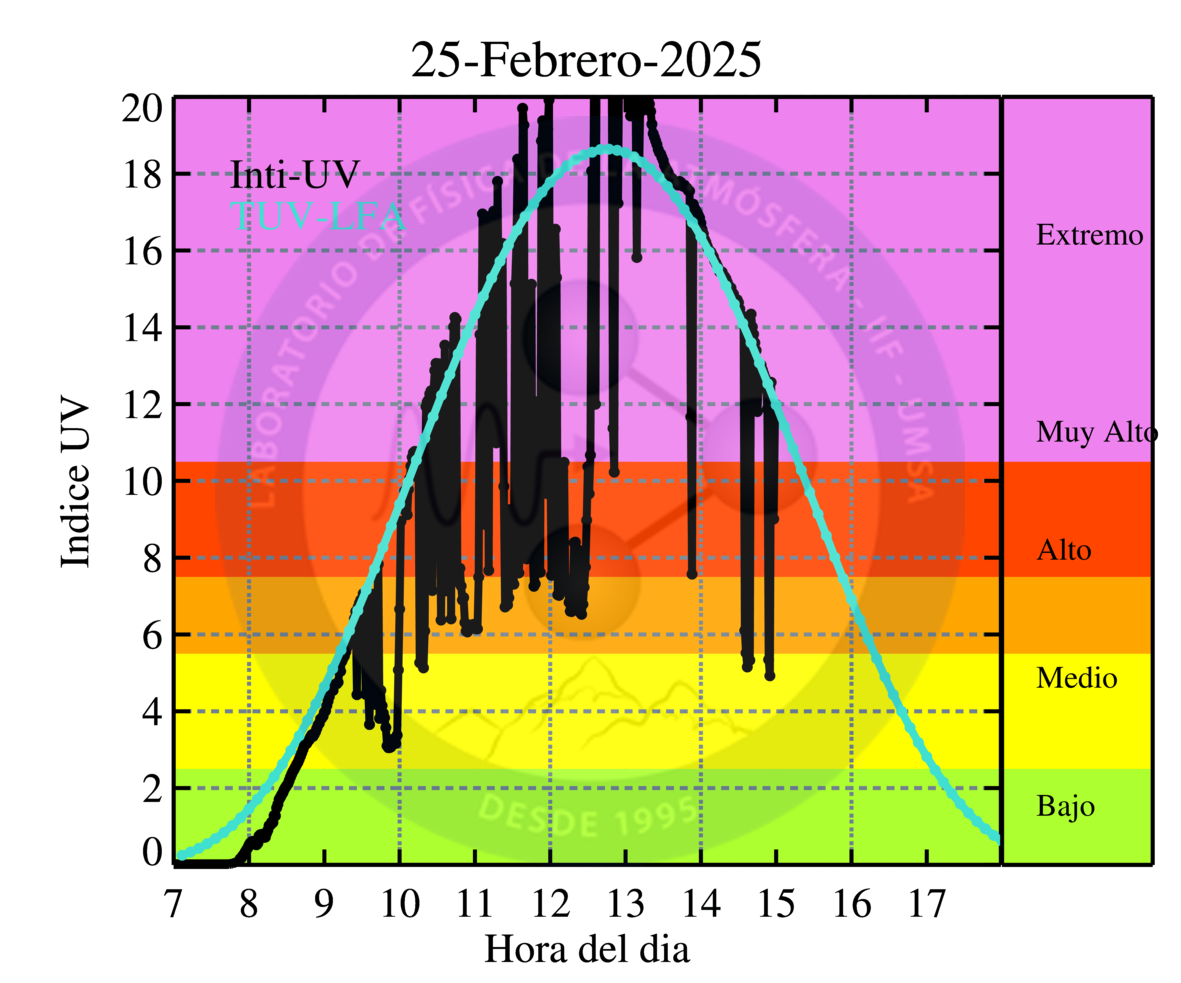 25-Febrero-2025
Inti-UV
TUV-LFA
LABORATORIO DE FÍSICA DE LA ATMÓSFERA - IIF - UMSA
DESDE 1995
Indice UV
20
18
16
14
12
10
8
6
4
2
0
Extremo
Muy Alto
Alto
Medio
Bajo
7 8 9 10 11 12 13 14 15 16 17
Hora del dia